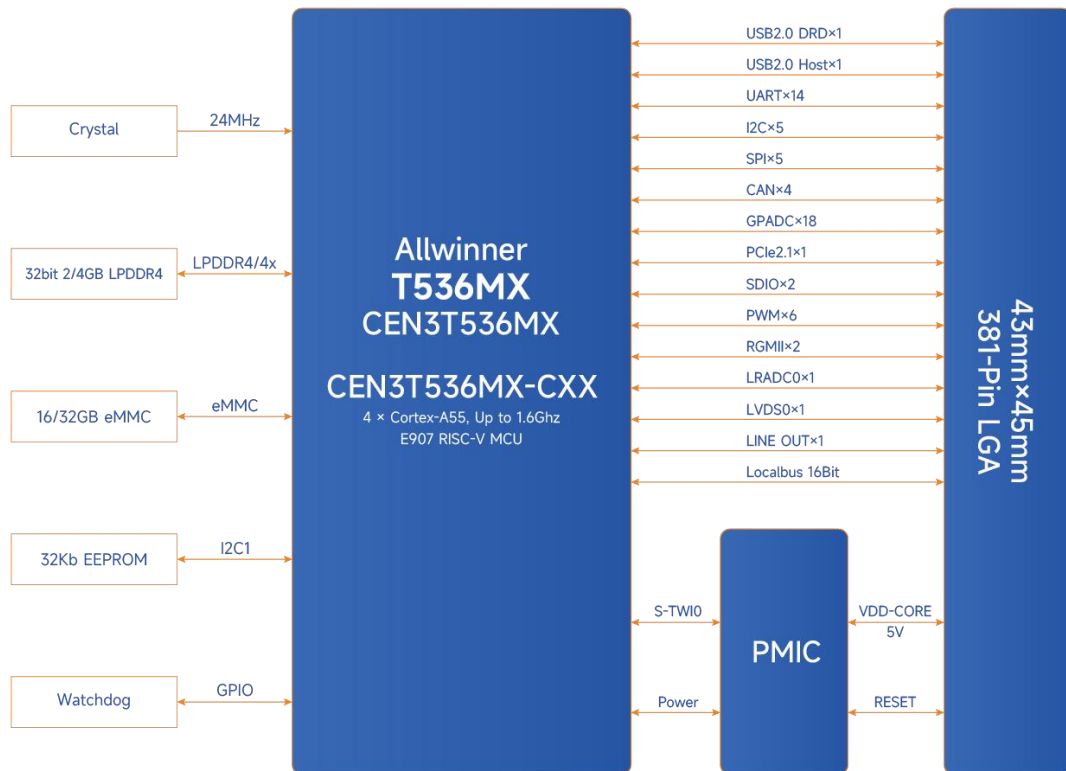 Crystal
24MHz
32bit 2/4GB LPDDR4
LPDDR4/4x
16/32GB eMMC
eMMC
32Kb EEPROM
I2C1
Watchdog
GPIO
Allwinner
T536MX
CEN3T536MX
CEN3T536MX-CXX
4 × Cortex-A55, Up to 1.6Ghz
E907 RISC-V MCU
USB2.0 DRD×1
USB2.0 Host×1
UART×14
I2C×5
SPI×5
CAN×4
GPADC×18
PCIe2.1×1
SDIO×2
PWM×6
RGMII×2
LRADC0×1
LVDS0×1
LINE OUT×1
Localbus 16Bit
S-TWI0
Power
PMIC
VDD-CORE
5V
RESET
43mm×45mm
381-Pin LGA